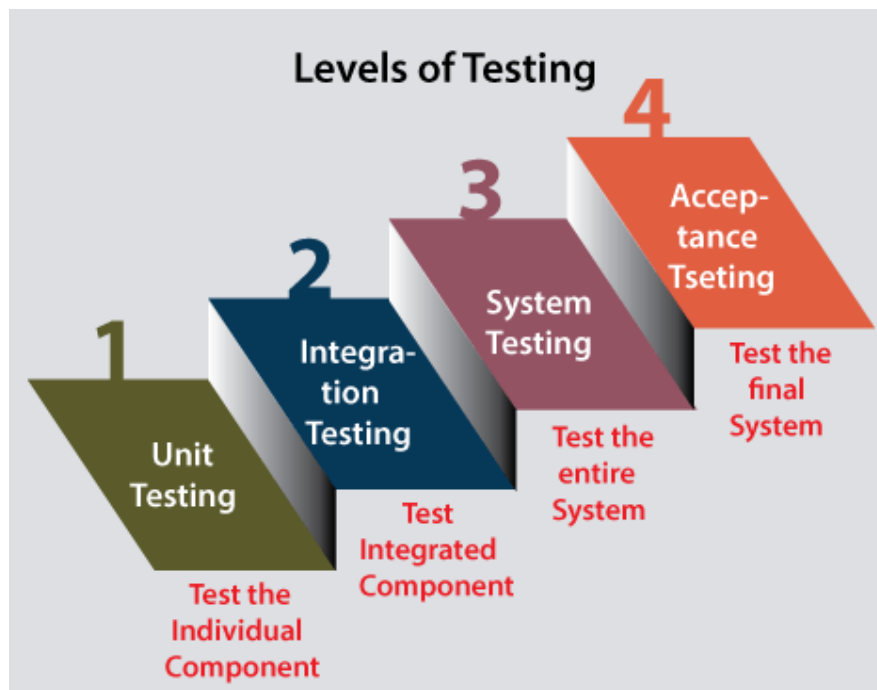 Levels of Testing
1
Unit
Testing
Test the
Individual
Component
2
Integra-
tion
Testing
Test
Integrated
Component
3
System
Testing
Test the
entire
System
4
Accep-
tance
Tseting
Test the
final
System